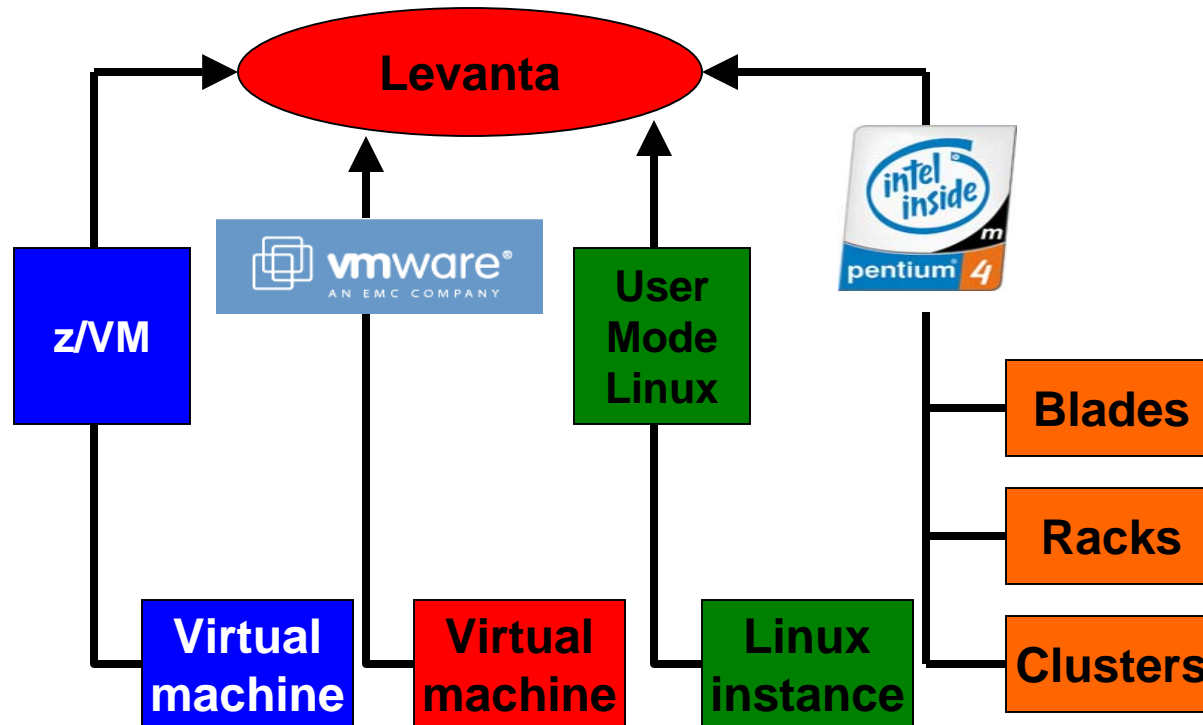 Levanta
intel
inside
m
pentium® 4
vmware®
AN EMC COMPANY
z/VM
User
Mode
Linux
Blades
Racks
Clusters
Virtual
machine
Virtual
machine
Linux
instance